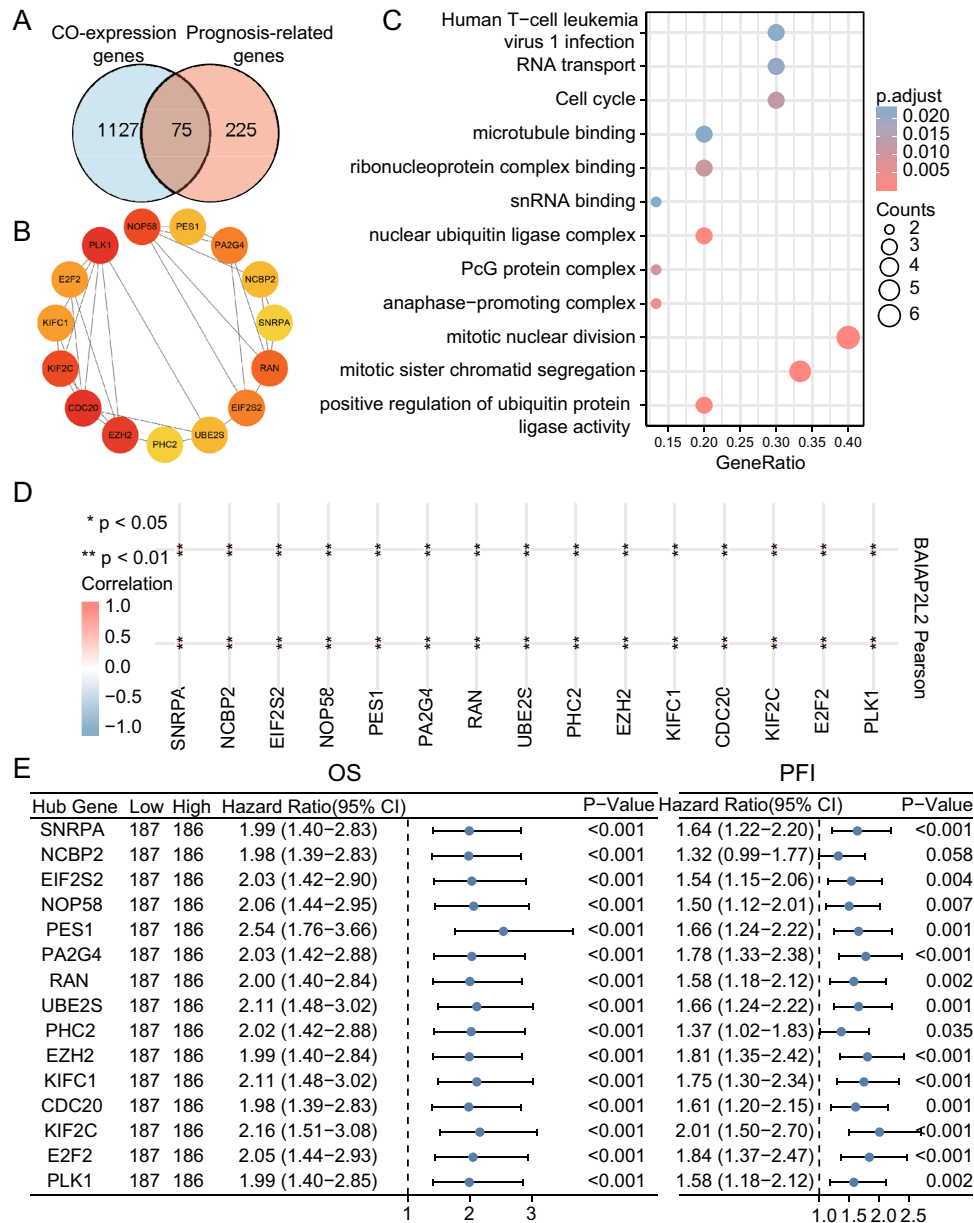 A
CO-expression genes
Prognosis-related genes
1127
75
225
B
NOP58
PES1
PA2G4
NCBP2
SNRPA
RAN
EIF2S2
UBE2S
PHC2
EZH2
CDC20
KIF2C
KIFC1
E2F2
PLK1
C
Human T-cell leukemia
virus 1 infection
RNA transport
Cell cycle
microtubule binding
ribonucleoprotein complex binding
snRNA binding
nuclear ubiquitin ligase complex
PcG protein complex
anaphase−promoting complex
mitotic nuclear division
mitotic sister chromatid segregation
positive regulation of ubiquitin protein
ligase activity
0.15 0.20 0.25 0.30 0.35 0.40
GeneRatio
p.adjust
0.020
0.015
0.010
0.005
Counts
2
3
4
5
6
D
* p < 0.05
** p < 0.01
Correlation
1.0
0.5
0.0
−0.5
−1.0
** ** ** ** ** ** ** ** ** ** ** ** ** ** **
** ** ** ** ** ** ** ** ** ** ** ** ** ** **
SNRPA NCBP2 EIF2S2 NOP58 PES1 PA2G4 RAN UBE2S PHC2 EZH2 KIFC1 CDC20 KIF2C E2F2 PLK1
BAIAP2L2 Pearson
E
OS PFI
Hub Gene Low High Hazard Ratio(95% CI) P−Value Hazard Ratio(95% CI) P−Value
SNRPA 187 186 1.99 (1.40−2.83) <0.001 1.64 (1.22−2.20) <0.001
NCBP2 187 186 1.98 (1.39−2.83) <0.001 1.32 (0.99−1.77) 0.058
EIF2S2 187 186 2.03 (1.42−2.90) <0.001 1.54 (1.15−2.06) 0.004
NOP58 187 186 2.06 (1.44−2.95) <0.001 1.50 (1.12−2.01) 0.007
PES1 187 186 2.54 (1.76−3.66) <0.001 1.66 (1.24−2.22) 0.001
PA2G4 187 186 2.03 (1.42−2.88) <0.001 1.78 (1.33−2.38) <0.001
RAN 187 186 2.00 (1.40−2.84) <0.001 1.58 (1.18−2.12) 0.002
UBE2S 187 186 2.11 (1.48−3.02) <0.001 1.66 (1.24−2.22) 0.001
PHC2 187 186 2.02 (1.42−2.88) <0.001 1.37 (1.02−1.83) 0.035
EZH2 187 186 1.99 (1.40−2.84) <0.001 1.81 (1.35−2.42) <0.001
KIFC1 187 186 2.11 (1.48−3.02) <0.001 1.75 (1.30−2.34) <0.001
CDC20 187 186 1.98 (1.39−2.83) <0.001 1.61 (1.20−2.15) 0.001
KIF2C 187 186 2.16 (1.51−3.08) <0.001 2.01 (1.50−2.70) <0.001
E2F2 187 186 2.05 (1.44−2.93) <0.001 1.84 (1.37−2.47) <0.001
PLK1 187 186 1.99 (1.40−2.85) <0.001 1.58 (1.18−2.12) 0.002
1 2 3 1.0 1.5 2.0 2.5